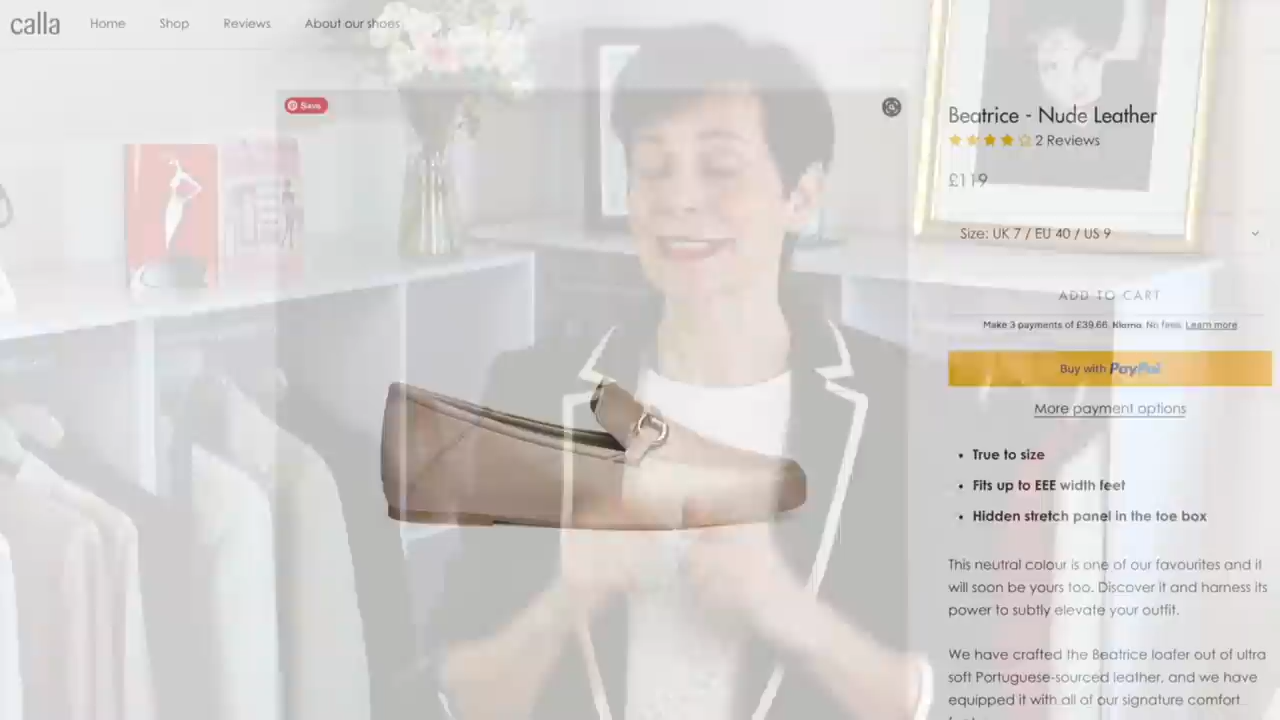 calla
Home
Shop
Reviews
About our shoes
Save
Beatrice - Nude Leather
2 Reviews
£119
Size: UK 7 / EU 40 / US 9
ADD TO CART
Make 3 payments of £39.66. Klarna. No fees. Learn more
Buy with PayPal
More payment options
• True to size
• Fits up to EEE width feet
• Hidden stretch panel in the toe box
This neutral colour is one of our favourites and it
will soon be yours too. Discover it and harness its
power to subtly elevate your outfit.
We have crafted the Beatrice loafer out of ultra
soft Portuguese-sourced leather, and we have
equipped it with all of our signature comfort